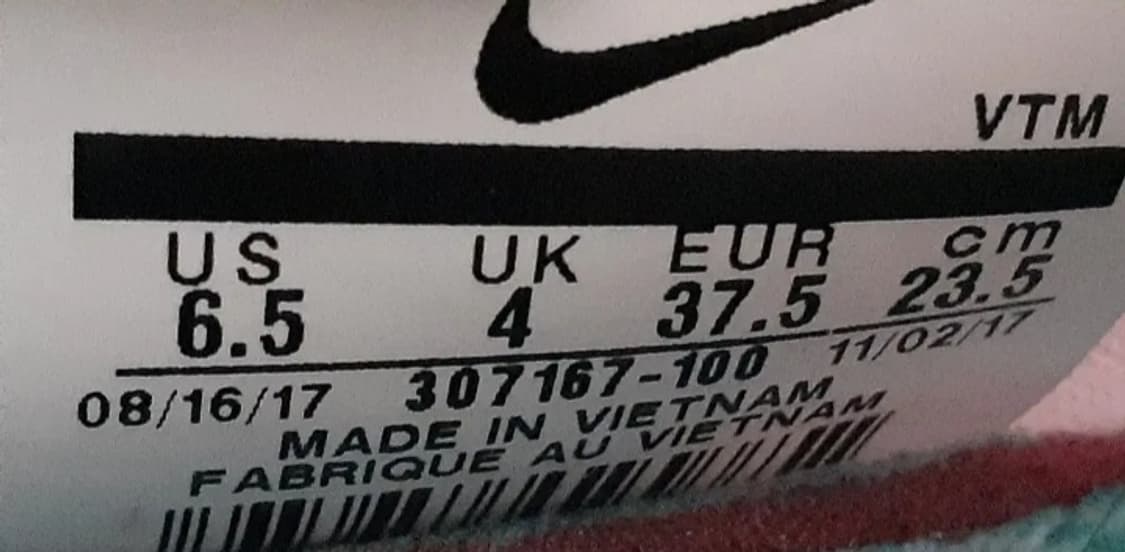 VTM
US UK EUR cm
6.5 4 37.5 23.5
08/16/17 307167-100 11/02/17
MADE IN VIETNAM
FABRIQUE AU VIETNAM